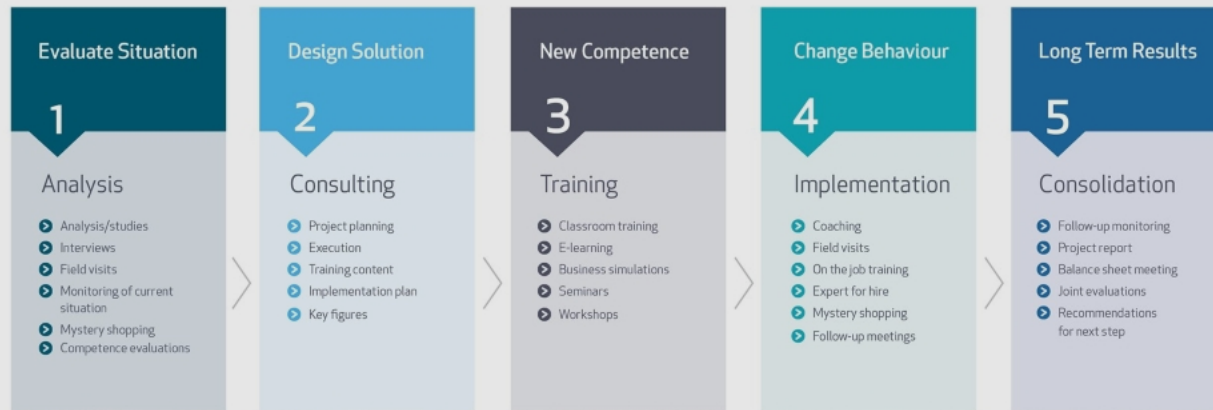 Evaluate Situation
1
Analysis
Analysis/studies
Interviews
Field visits
Monitoring of current
situation
Mystery shopping
Competence evaluations
Design Solution
2
Consulting
Project planning
Execution
Training content
Implementation plan
Key figures
New Competence
3
Training
Classroom training
E-learning
Business simulations
Seminars
Workshops
Change Behaviour
4
Implementation
Coaching
Field visits
On the job training
Expert for hire
Mystery shopping
Follow-up meetings
Long Term Results
5
Consolidation
Follow-up monitoring
Project report
Balance sheet meeting
Joint evaluations
Recommendations
for next step